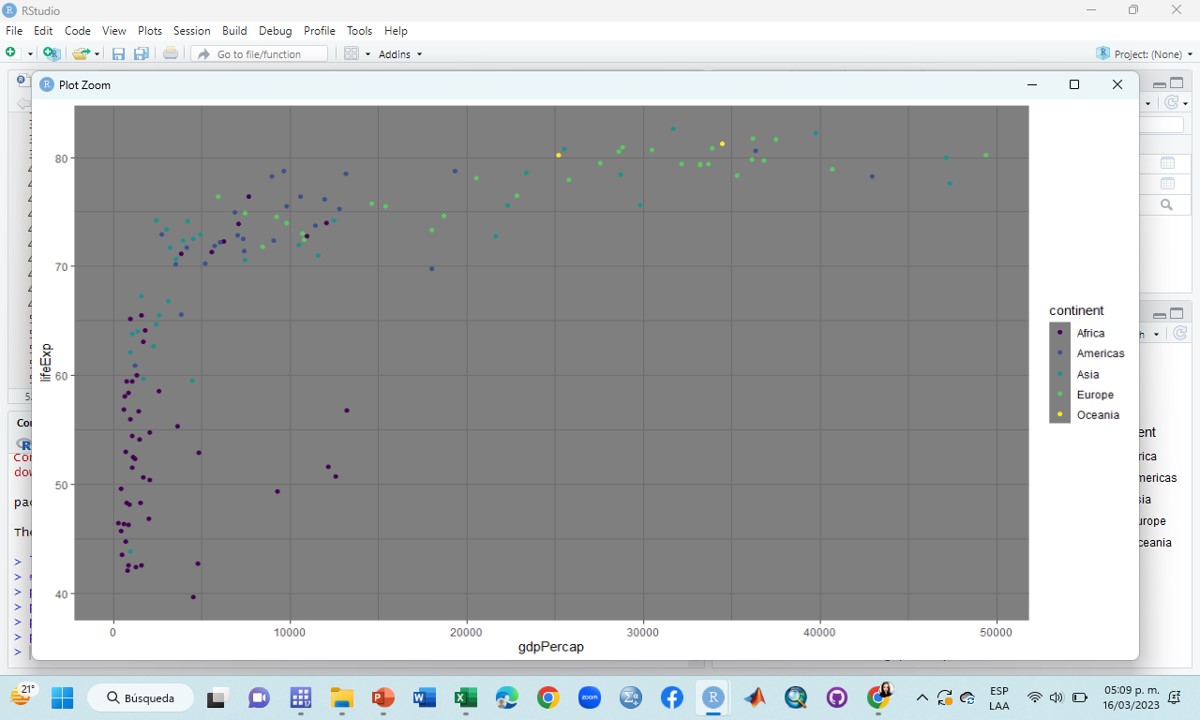 RStudio
File Edit Code View Plots Session Build Debug Profile Tools Help
Go to file/function
Addins
Project: (None)
Plot Zoom
80
70
60
50
40
lifeExp
0 10000 20000 30000 40000 50000
gdpPercap
continent
Africa
Americas
Asia
Europe
Oceania
ent
rica
mericas
sia
urope
ceania
Cor
dow
pac
The
>
>
>
>
>
>
>
21°
Búsqueda
zoom
ESP
LAA
05:09 p. m.
16/03/2023